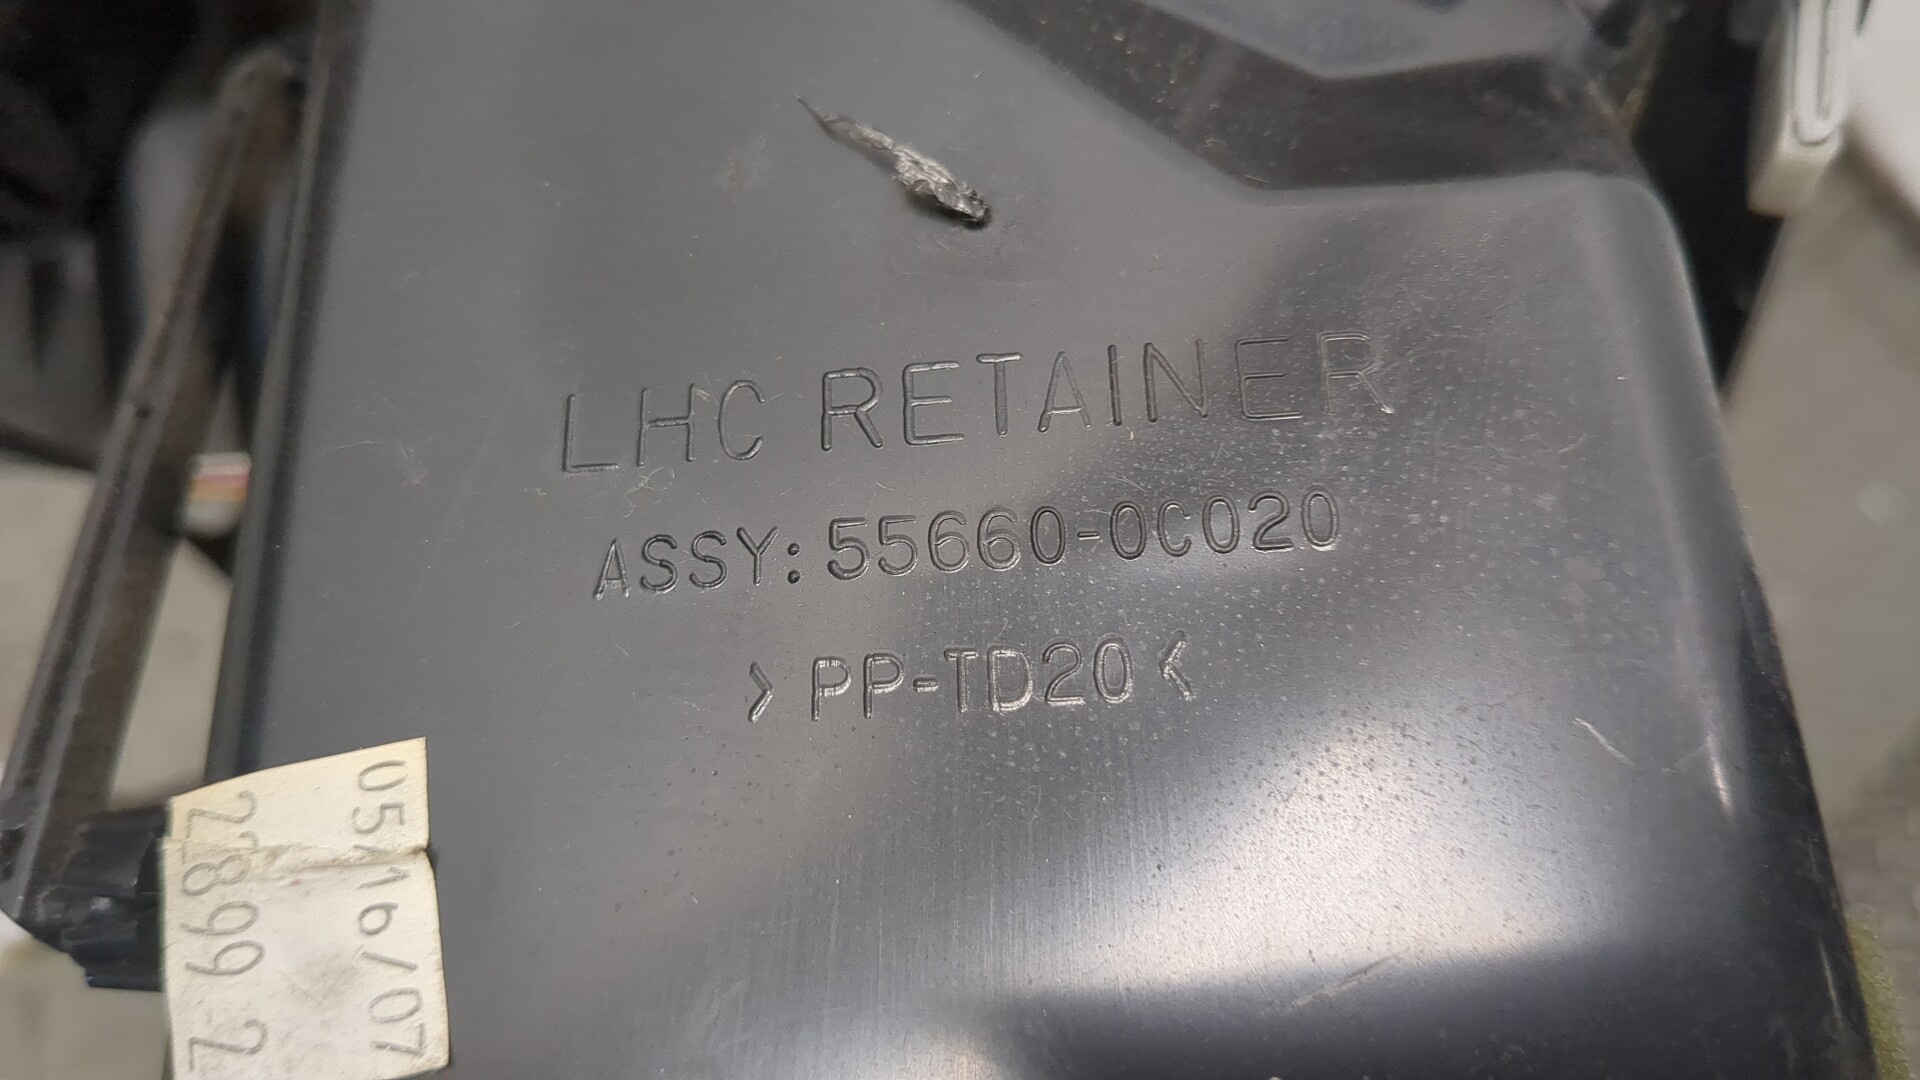 LHC RETAINER
ASSY: 55660-0C020
>PP-TD20<
05/16/07
22899-2